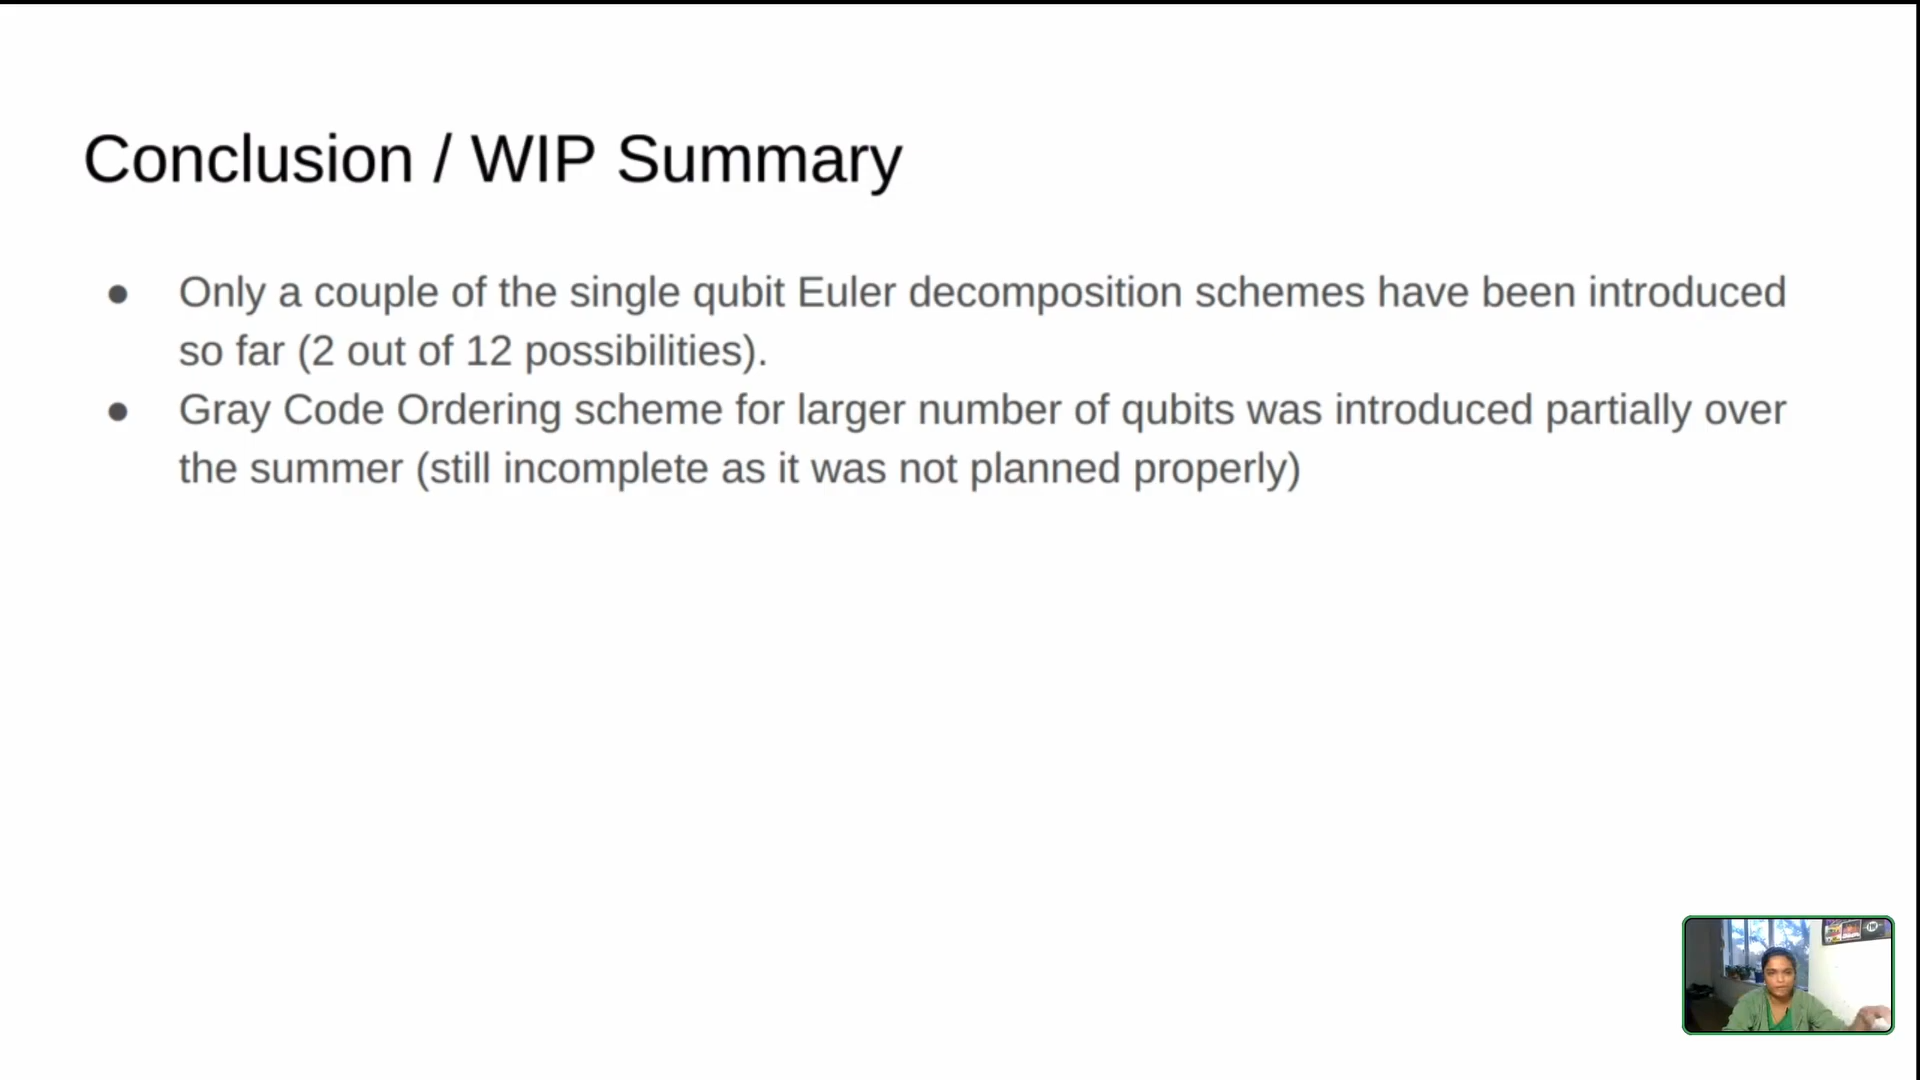 Conclusion / WIP Summary
● Only a couple of the single qubit Euler decomposition schemes have been introduced
so far (2 out of 12 possibilities).
● Gray Code Ordering scheme for larger number of qubits was introduced partially over
the summer (still incomplete as it was not planned properly)